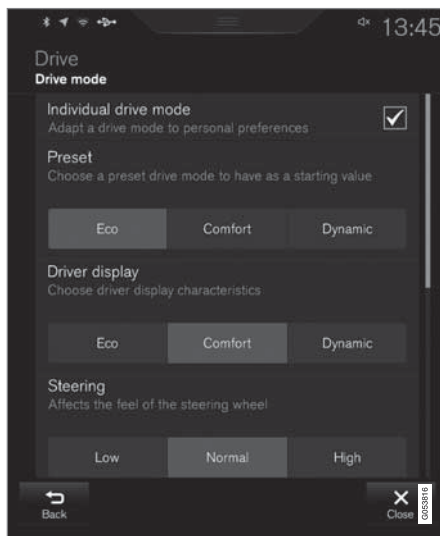 13:45
Drive
Drive mode
Individual drive mode
Adapt a drive mode to personal preferences
Preset
Choose a preset drive mode to have as a starting value
Eco Comfort Dynamic
Driver display
Choose driver display characteristics
Eco Comfort Dynamic
Steering
Affects the feel of the steering wheel
Low Normal High
Back Close
G053816